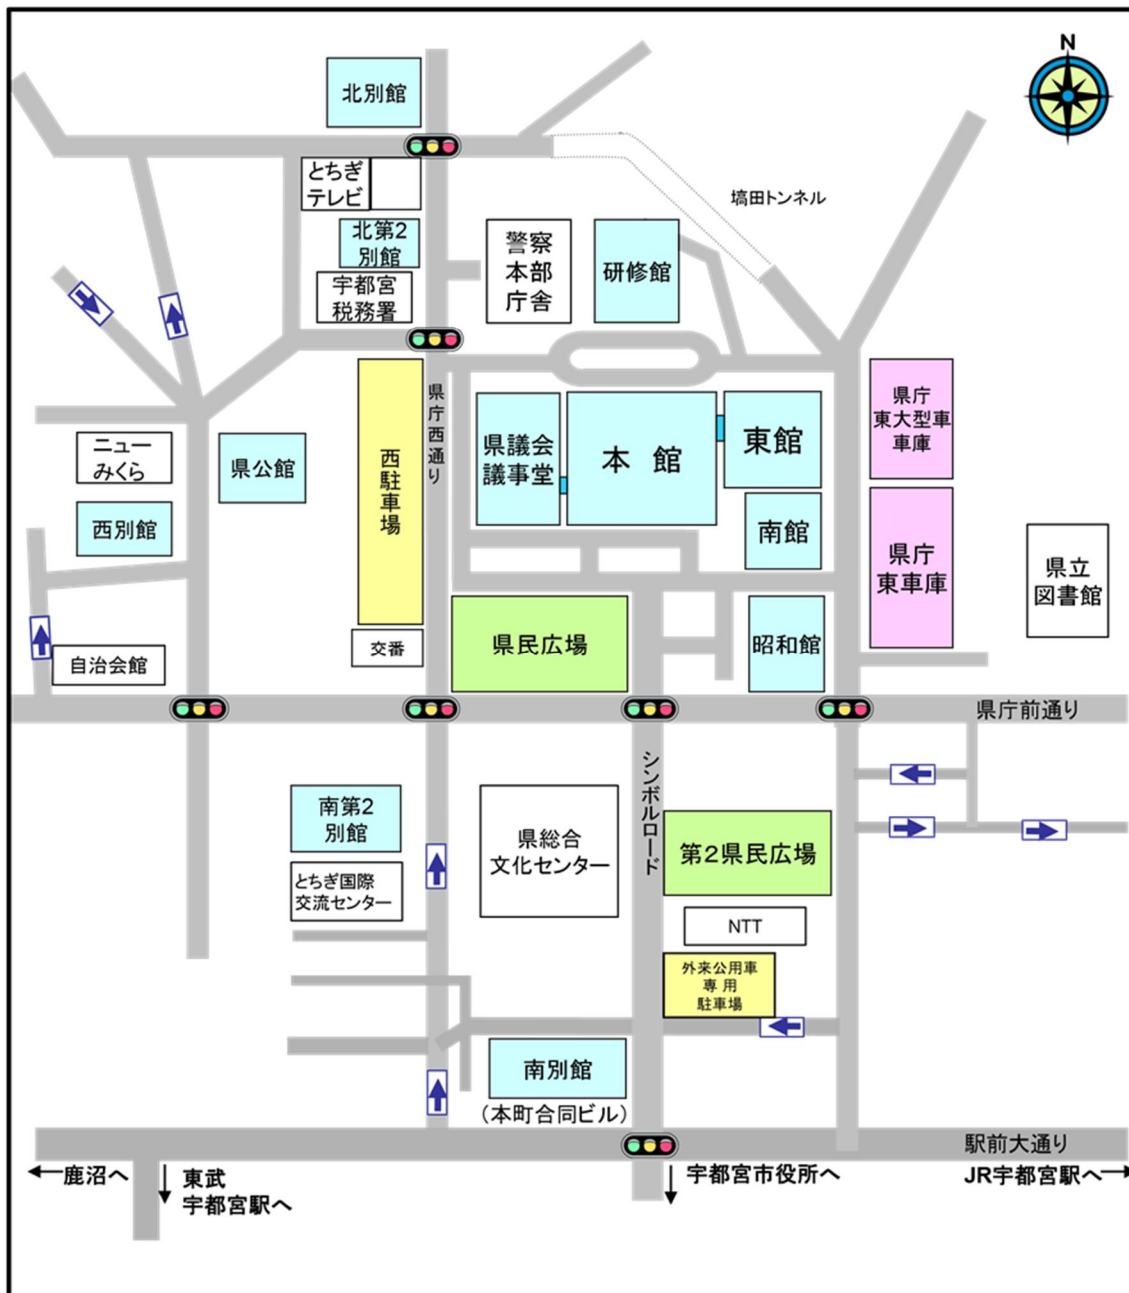 N
北別館
とちぎ
テレビ
塙田トンネル
北第2
別館
警察
本部
庁舎
研修館
宇都宮
税務署
県庁西通り
県庁
東大型車
車庫
ニュー
みくら
県公館
西駐車場
県議会
議事堂
本 館
東館
西別館
南館
県庁
東車庫
県立
図書館
交番
県民広場
昭和館
自治会館
県庁前通り
シンボルロード
南第2
別館
県総合
文化センター
第2県民広場
とちぎ国際
交流センター
NTT
外来公用車
専 用
駐車場
南別館
(本町合同ビル)
駅前大通り
鹿沼へ
東武
宇都宮駅へ
宇都宮市役所へ
JR宇都宮駅へ